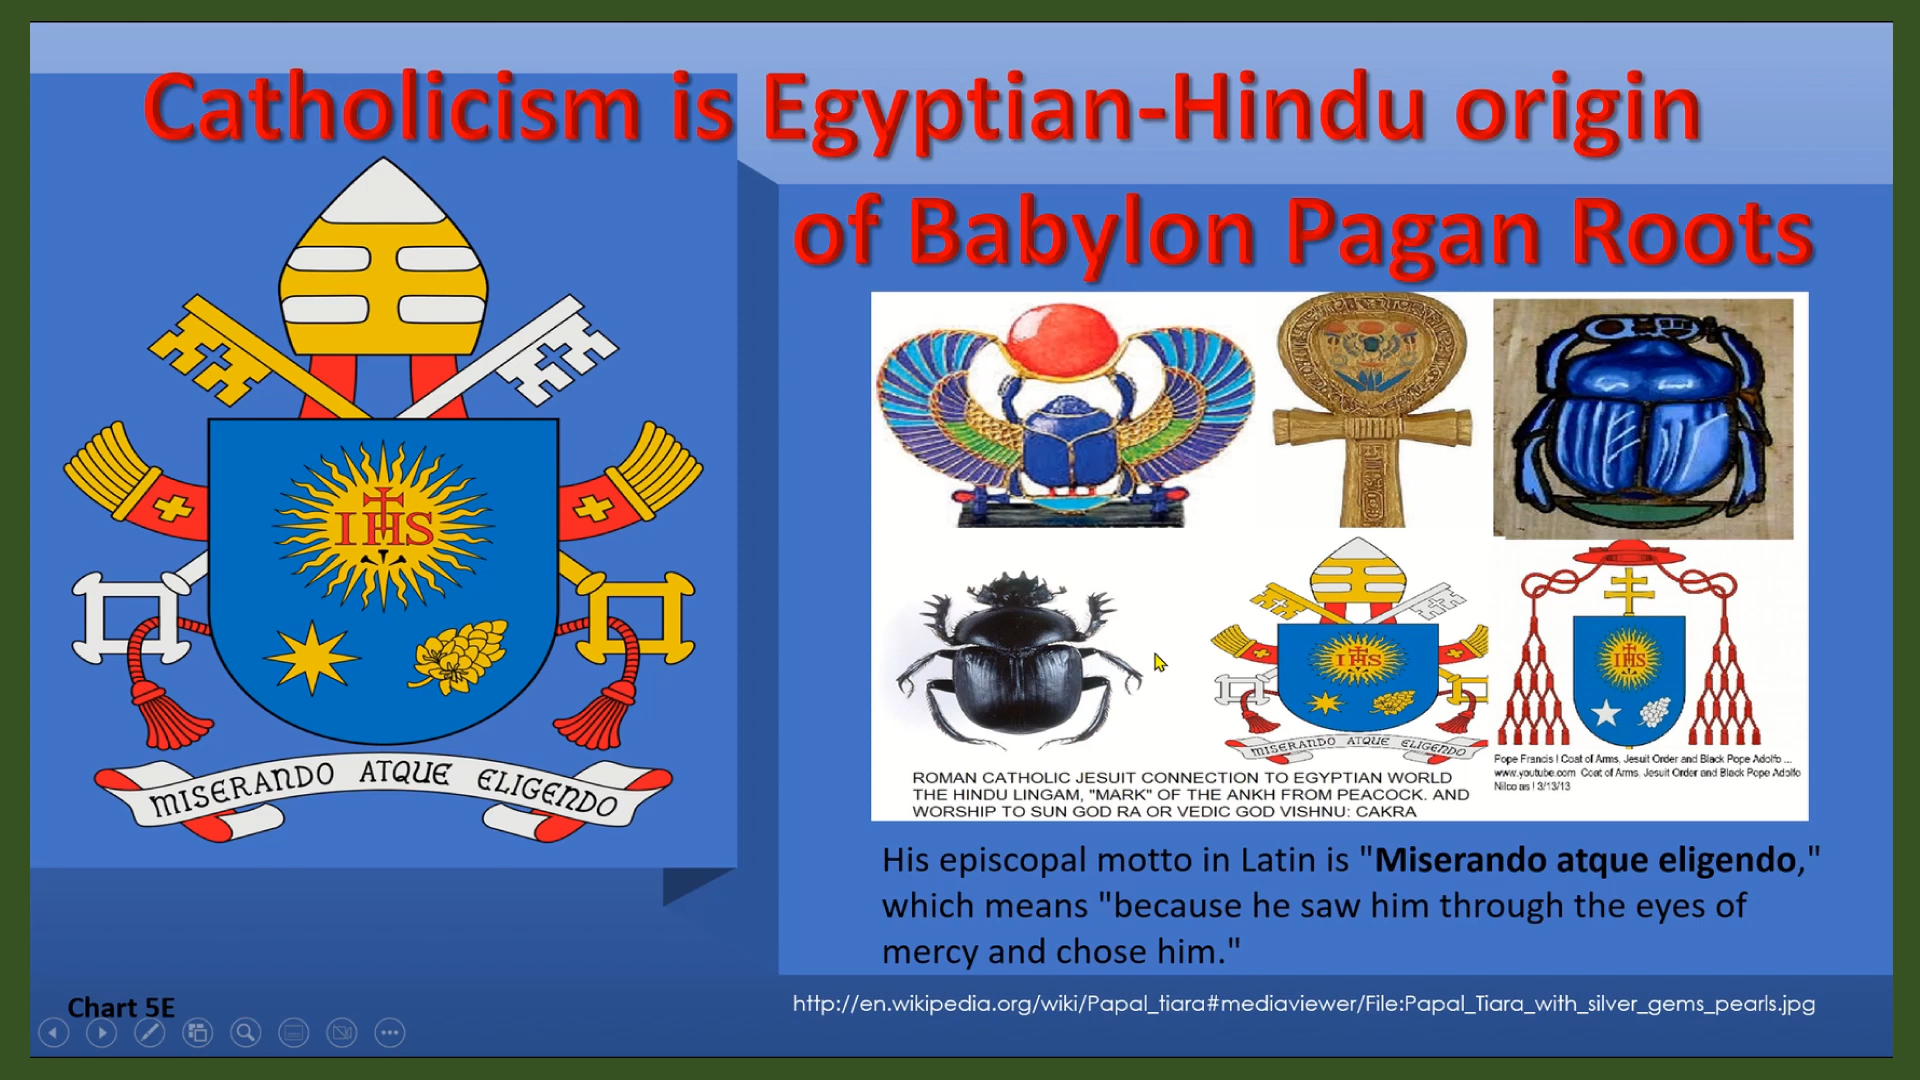 Catholicism is Egyptian-Hindu origin
of Babylon Pagan Roots
IHS
MISERANDO ATQUE ELIGENDO
IHS
MISERANDO ATQUE ELIGENDO
IHS
Pope Francis I Coat of Arms, Jesuit Order and Black Pope Adolfo ...
www.youtube.com Coat of Arms, Jesuit Order and Black Pope Adolfo
Nilcolas I 3/13/13
ROMAN CATHOLIC JESUIT CONNECTION TO EGYPTIAN WORLD
THE HINDU LINGAM, "MARK" OF THE ANKH FROM PEACOCK. AND
WORSHIP TO SUN GOD RA OR VEDIC GOD VISHNU: CAKRA
His episcopal motto in Latin is "Miserando atque eligendo,"
which means "because he saw him through the eyes of
mercy and chose him."
Chart 5E
http://en.wikipedia.org/wiki/Papal_tiara#mediaviewer/File:Papal_Tiara_with_silver_gems_pearls.jpg